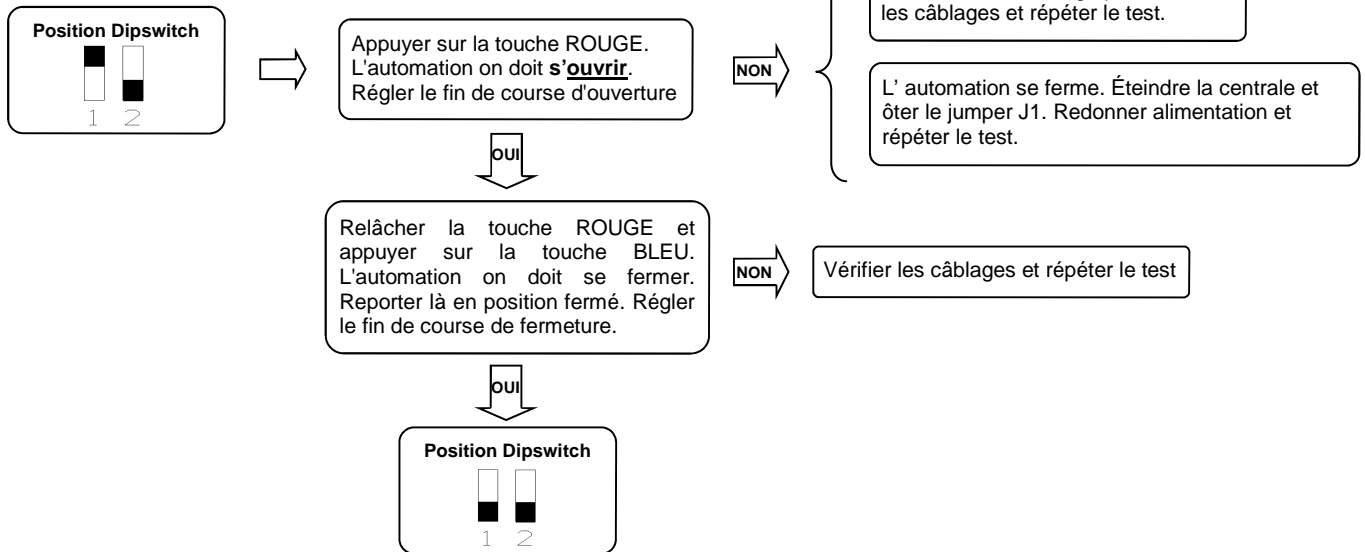 les câblages et répéter le test.
Position Dipswitch
1 2
Appuyer sur la touche ROUGE.
L'automation on doit s'ouvrir.
Régler le fin de course d'ouverture
NON
L' automation se ferme. Éteindre la centrale et
ôter le jumper J1. Redonner alimentation et
répéter le test.
OUI
Relâcher la touche ROUGE et
appuyer sur la touche BLEU.
L'automation on doit se fermer.
Reporter là en position fermé. Régler
le fin de course de fermeture.
NON
Vérifier les câblages et répéter le test
OUI
Position Dipswitch
1 2